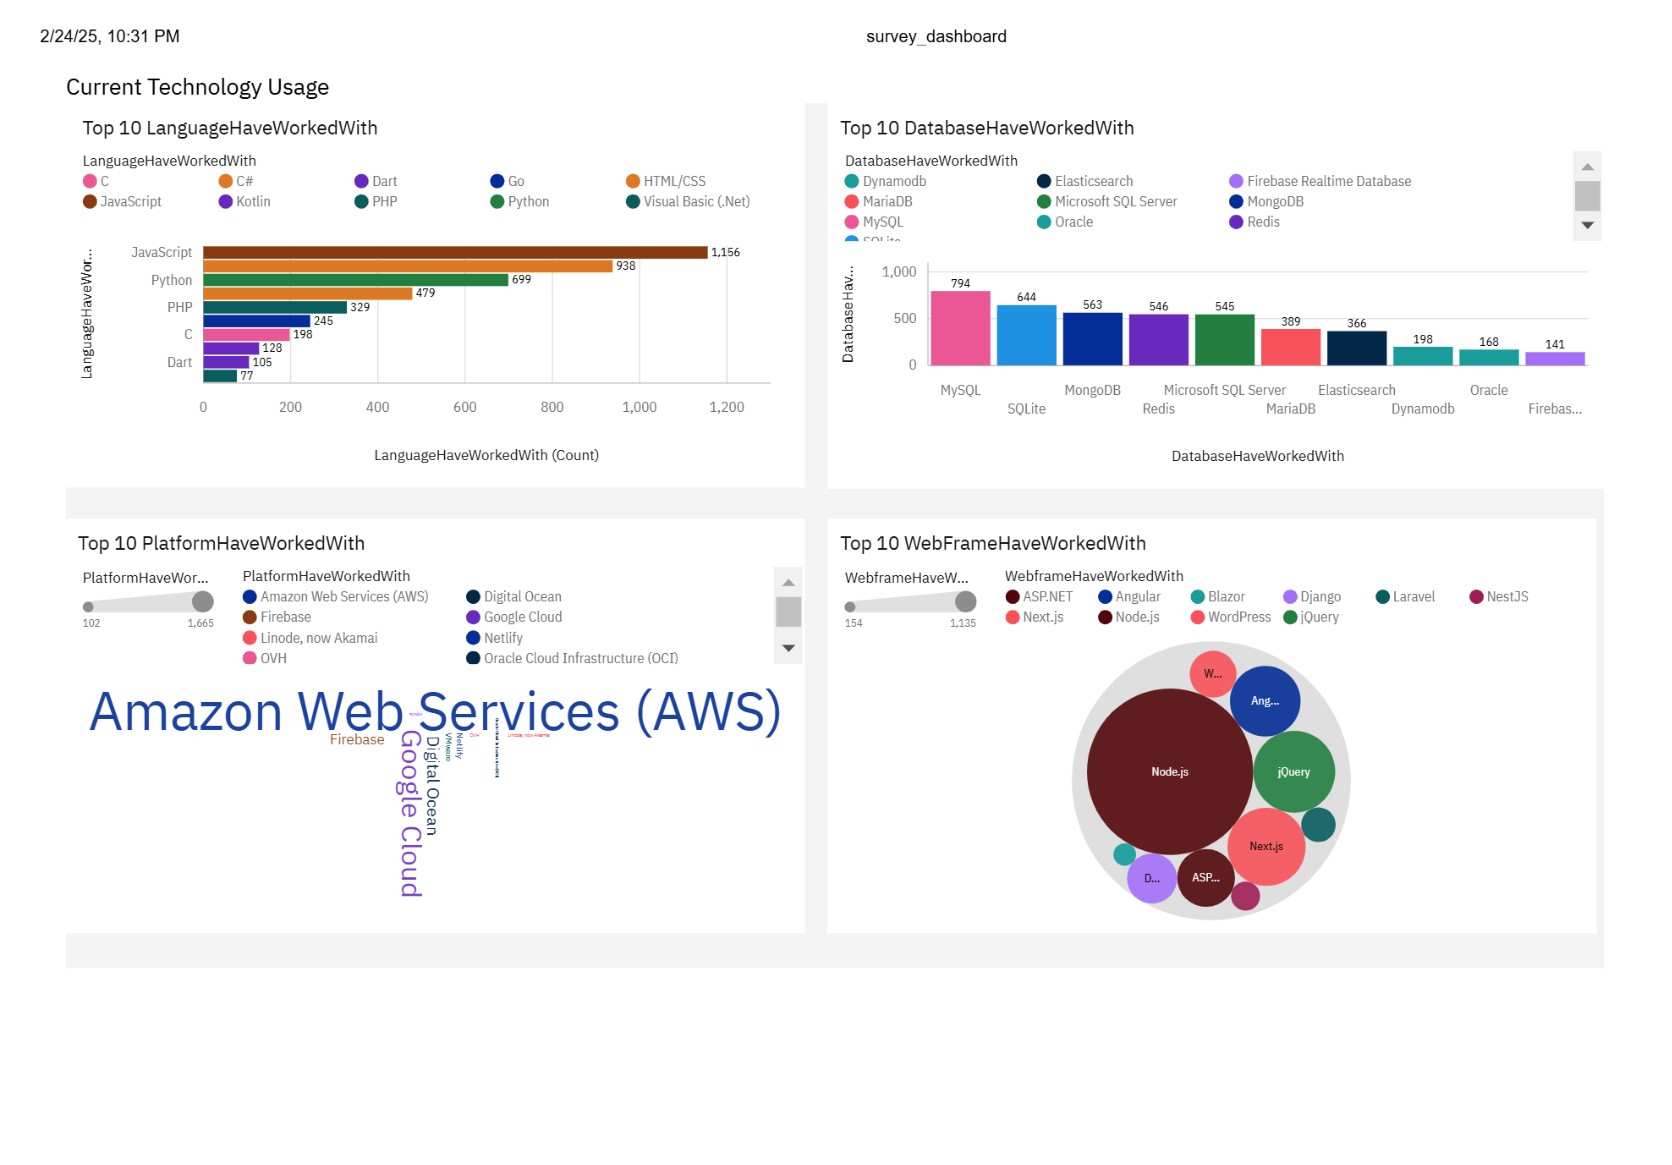 2/24/25, 10:31 PM
survey_dashboard
Current Technology Usage
Top 10 LanguageHaveWorkedWith
LanguageHaveWorkedWith
C C# Dart Go HTML/CSS
JavaScript Kotlin PHP Python Visual Basic (.Net)
LanguageHaveWor...
JavaScript 1,156
938
Python 699
479
PHP 329
245
C 198
128
Dart 105
77
0 200 400 600 800 1,000 1,200
LanguageHaveWorkedWith (Count)
Top 10 DatabaseHaveWorkedWith
DatabaseHaveWorkedWith
Dynamodb Elasticsearch Firebase Realtime Database
MariaDB Microsoft SQL Server MongoDB
MySQL Oracle Redis
SQLite
DatabaseHav...
1,000
500
0
794 644 563 546 545 389 366 198 168 141
MySQL MongoDB Microsoft SQL Server Elasticsearch Oracle
SQLite Redis MariaDB Dynamodb Firebas...
DatabaseHaveWorkedWith
Top 10 PlatformHaveWorkedWith
PlatformHaveWor...
102 1,665
PlatformHaveWorkedWith
Amazon Web Services (AWS) Digital Ocean
Firebase Google Cloud
Linode, now Akamai Netlify
OVH Oracle Cloud Infrastructure (OCI)
Amazon Web Services (AWS)
Firebase
Google Cloud
Digital Ocean
VMware
Netlify
OVH
Linode, now Akamai
Top 10 WebFrameHaveWorkedWith
WebframeHaveW...
154 1,135
WebframeHaveWorkedWith
ASP.NET Angular Blazor Django Laravel NestJS
Next.js Node.js WordPress jQuery
W...
Ang...
Node.js
jQuery
Next.js
D...
ASP...